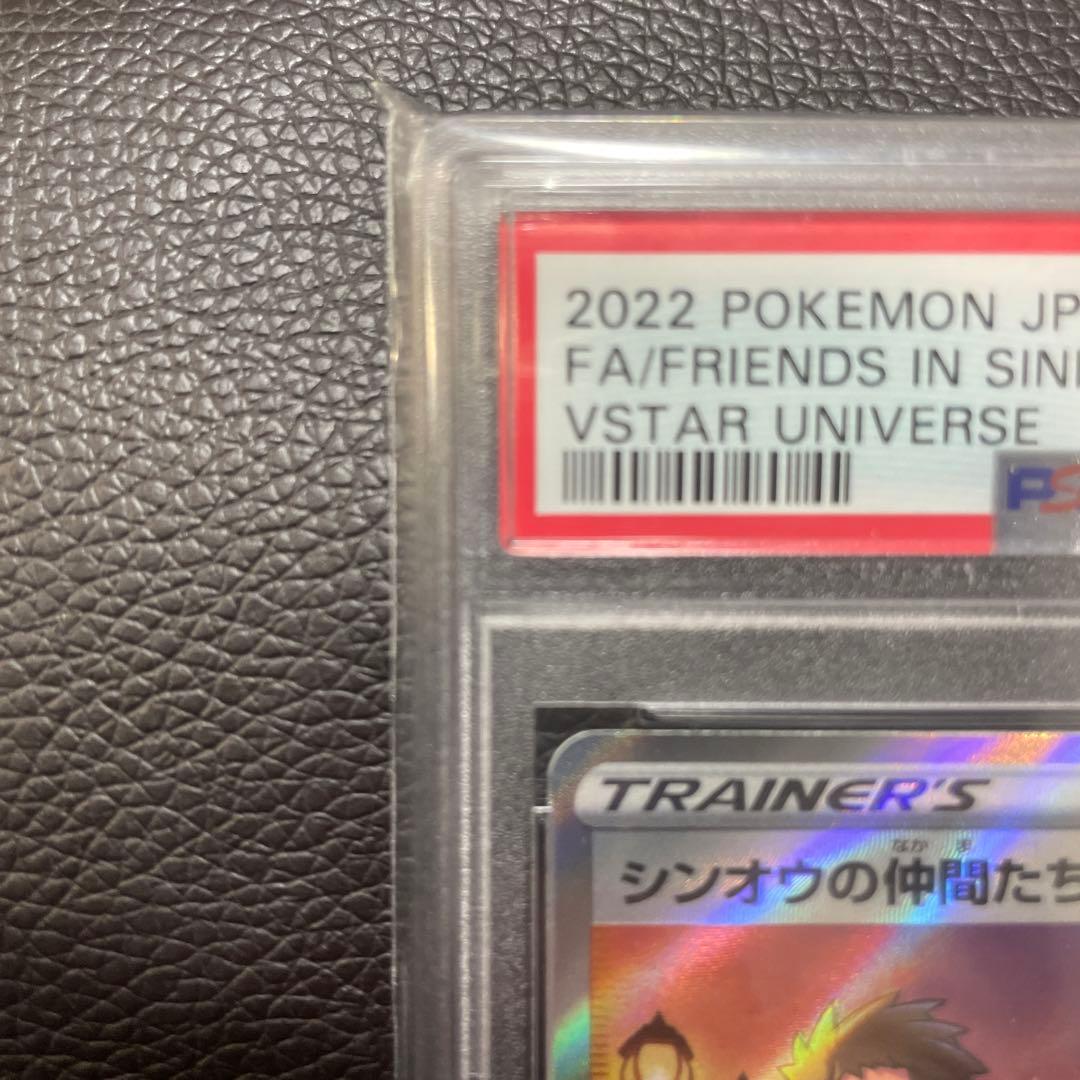 2022 POKEMON JP
FA/FRIENDS IN SIN
VSTAR UNIVERSE
PS
TRAINER'S
なか ま
シンオウの仲間たち